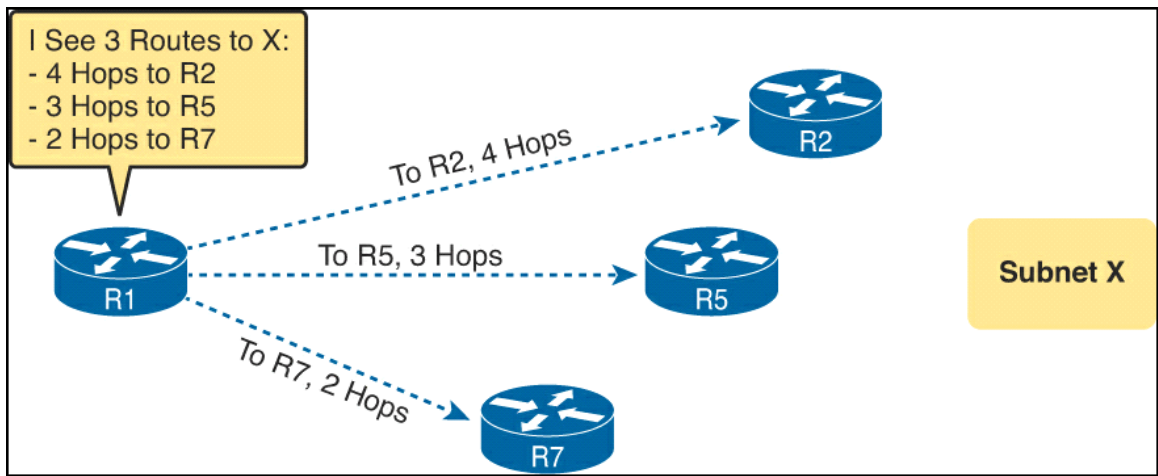 I See 3 Routes to X:
- 4 Hops to R2
- 3 Hops to R5
- 2 Hops to R7
R2
To R2, 4 Hops
To R5, 3 Hops
Subnet X
R1
R5
To R7, 2 Hops
R7